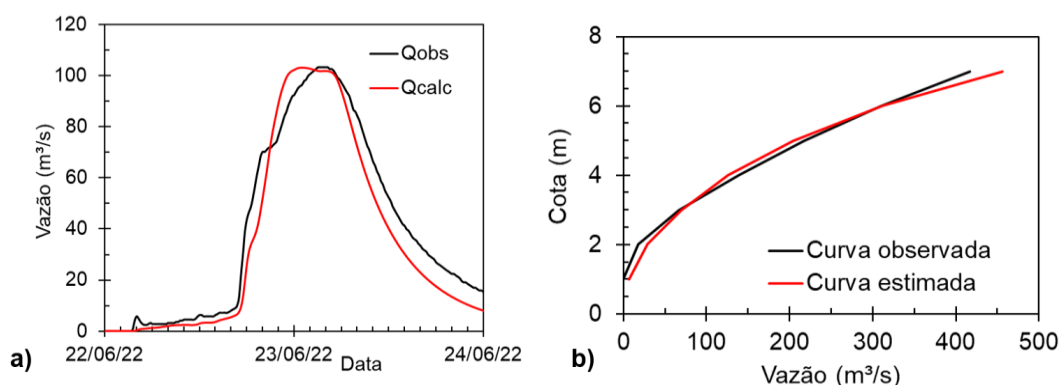 120
100
80
60
40
20
0
Vazão (m³/s)
Qobs
Qcalc
22/06/22
23/06/22
24/06/22
Data
a)
8
6
4
2
0
Cota (m)
Curva observada
Curva estimada
0
100
200
300
400
500
Vazão (m³/s)
b)